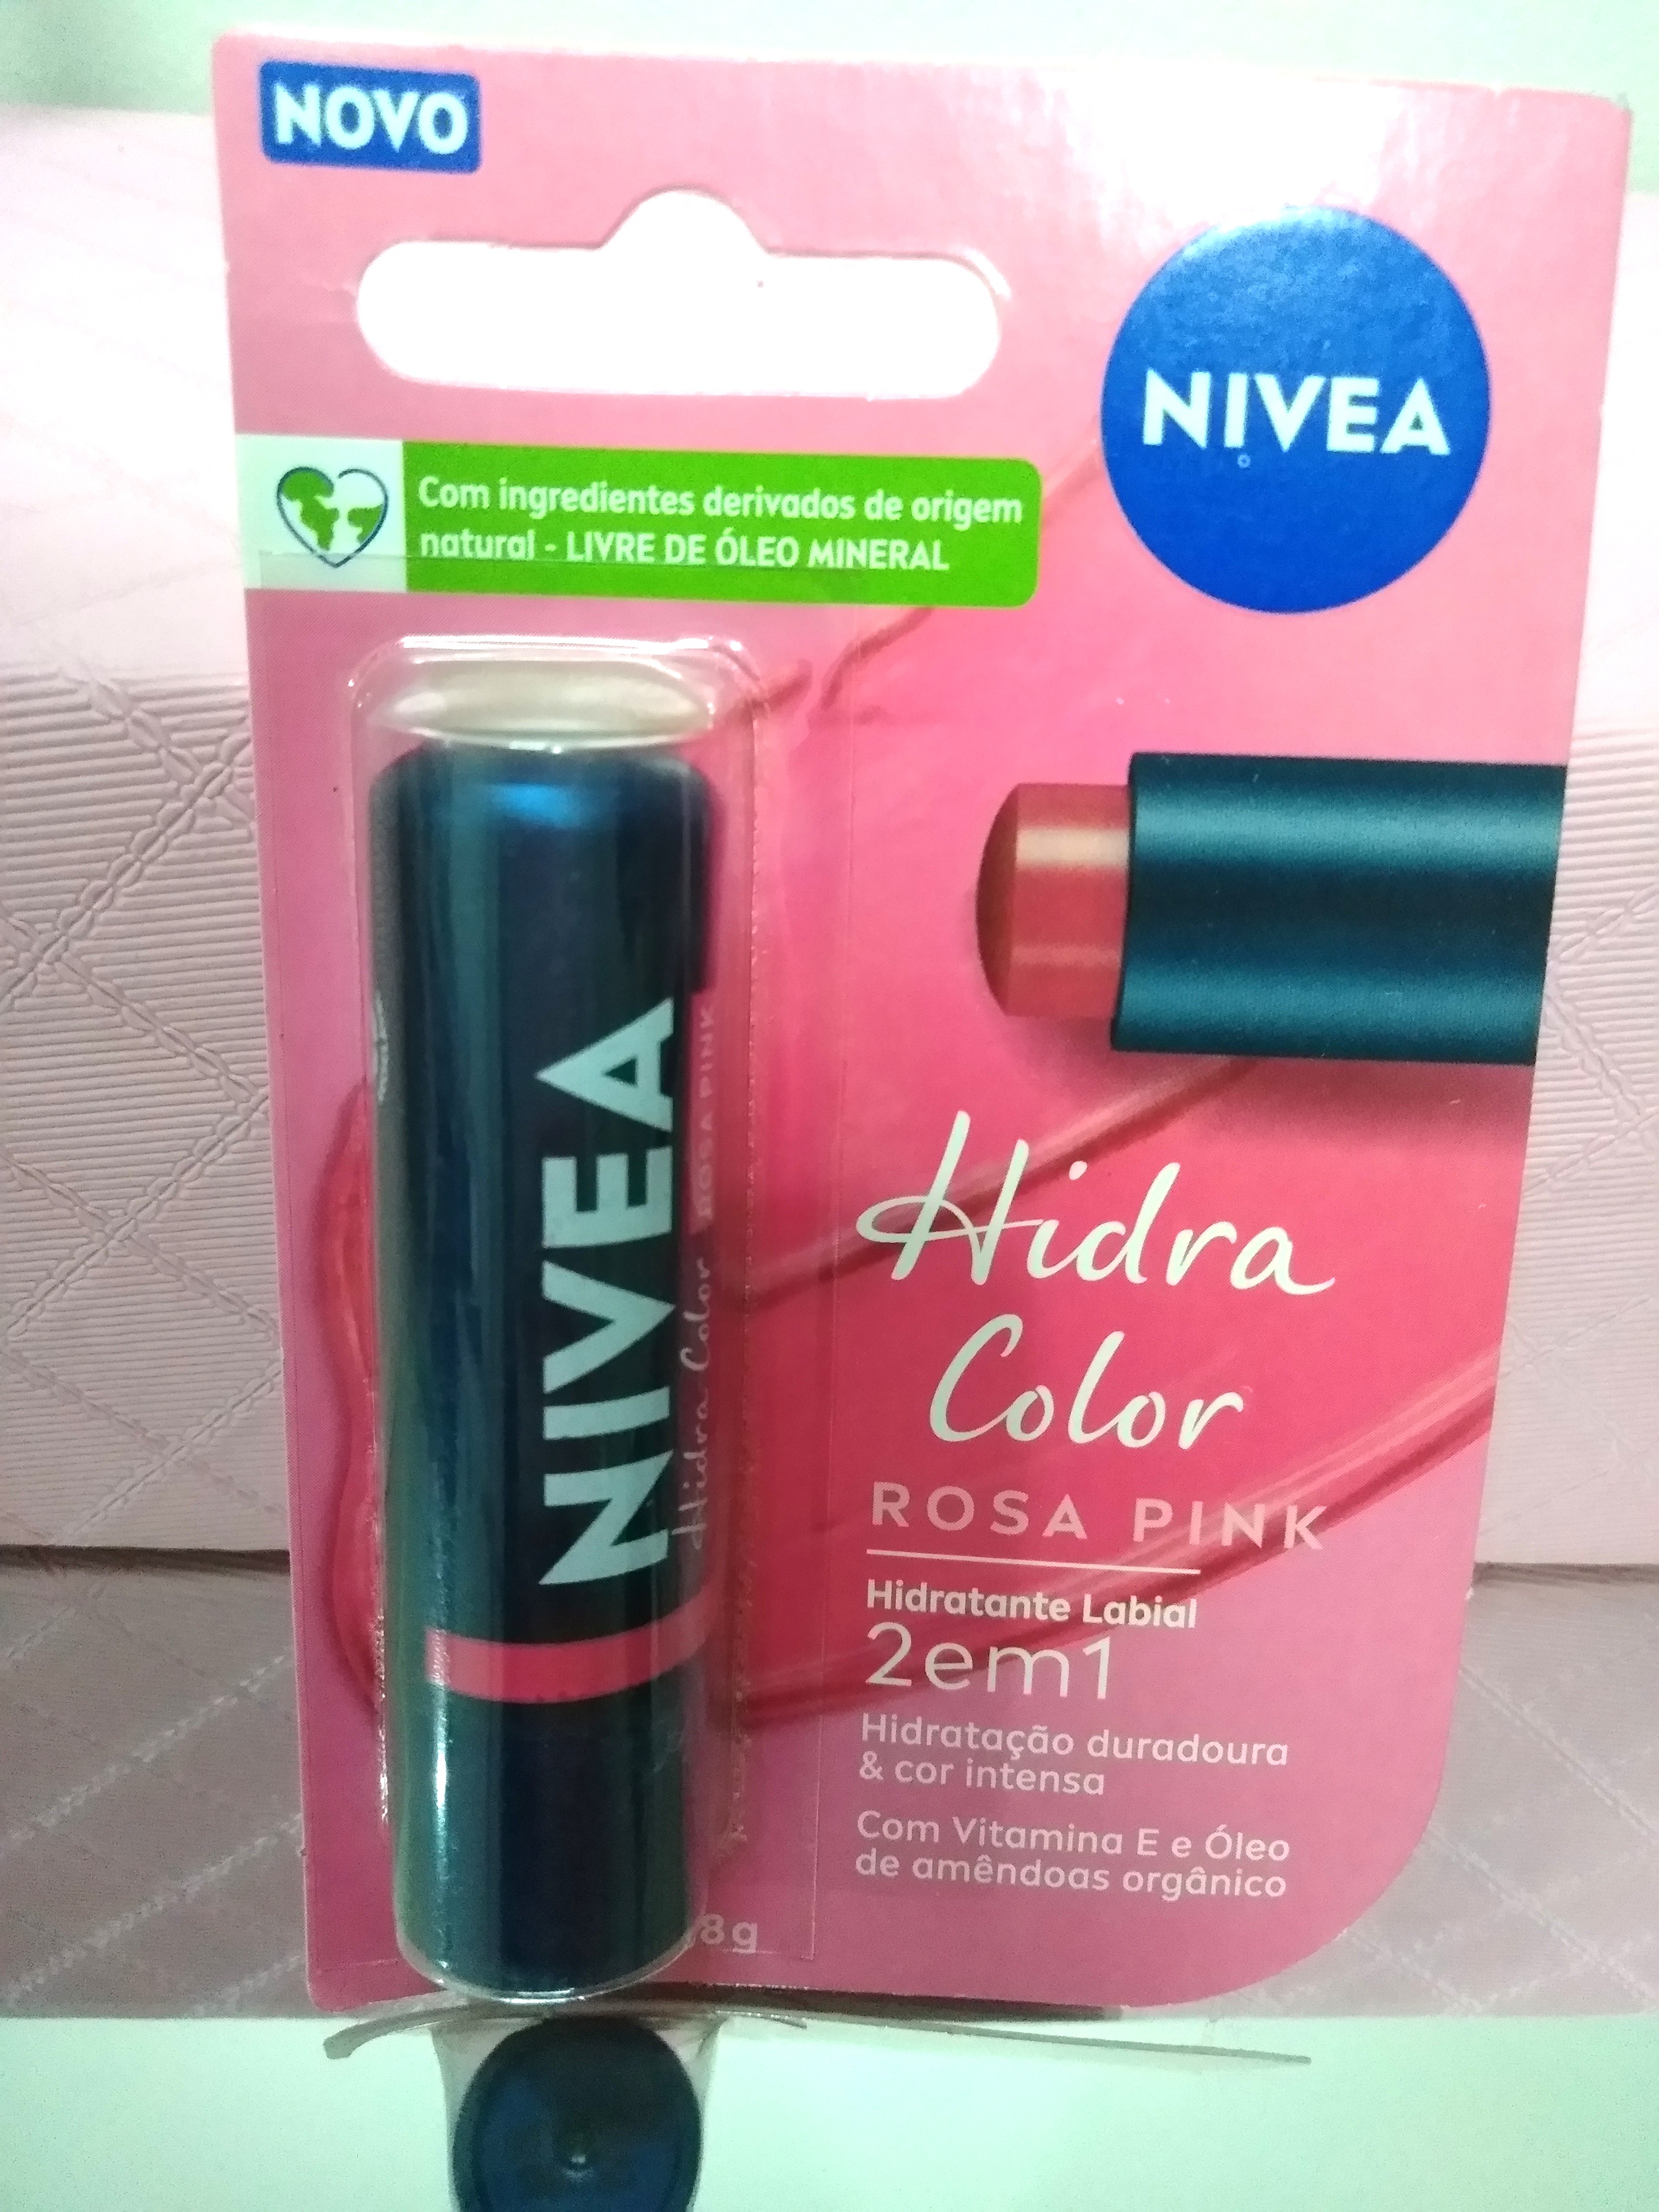 NOVO
NIVEA
Com ingredientes derivados de origem
natural - LIVRE DE ÓLEO MINERAL
NIVEA
Hidra Color ROSA PINK
Hidra
Color
ROSA PINK
Hidratante Labial
2em1
Hidratação duradoura
& cor intensa
Com Vitamina E e Óleo
de amêndoas orgânico
8 g